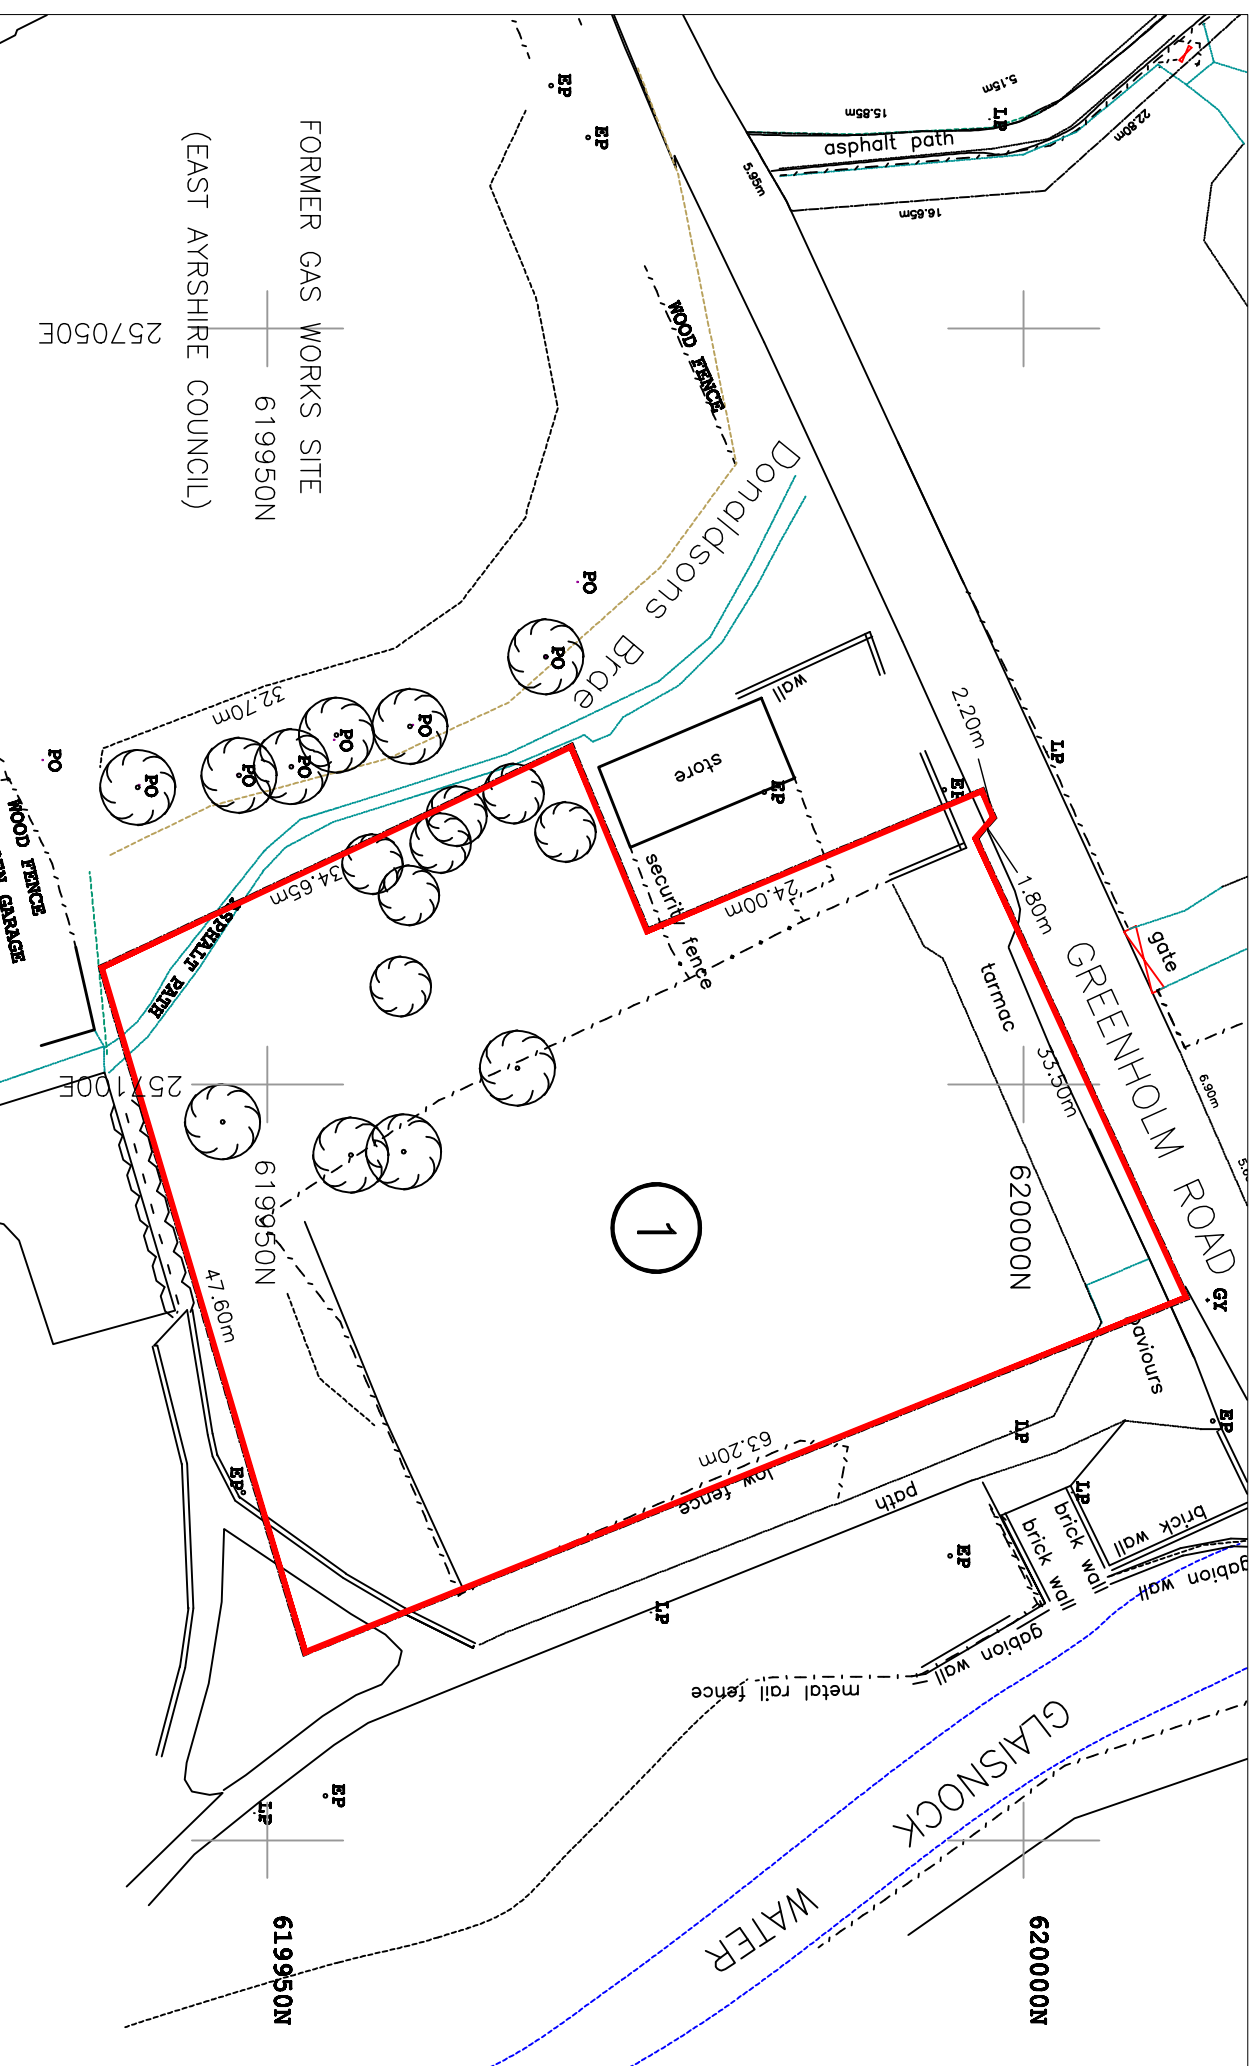 5.15m
15.85m
LP
22.80m
asphalt path
5.95m
16.65m
EP
EP
FORMER GAS WORKS SITE
(EAST AYRSHIRE COUNCIL)
257050E
619950N
WOOD FENCE
Donaldsons Brae
PO
PO
PO
PO
PO
PO
PO
PO
32.70m
wall
store
EP
EP
2.20m
LP
WOOD FENCE
GARAGE
34.65m
ASPHALT PATH
security fence
24.00m
1.80m
GREENHOLM ROAD
gate
tarmac
33.50m
6.90m
257100E
619950N
620000N
1
47.60m
GY
paviours
EP
LP
63.20m
low fence
path
EP
LP
brick wall
brick wall
brick wall
gabion wall
EP
LP
gabion wall
metal rail fence
GLAISNOCK
WATER
EP
LP
619950N
620000N